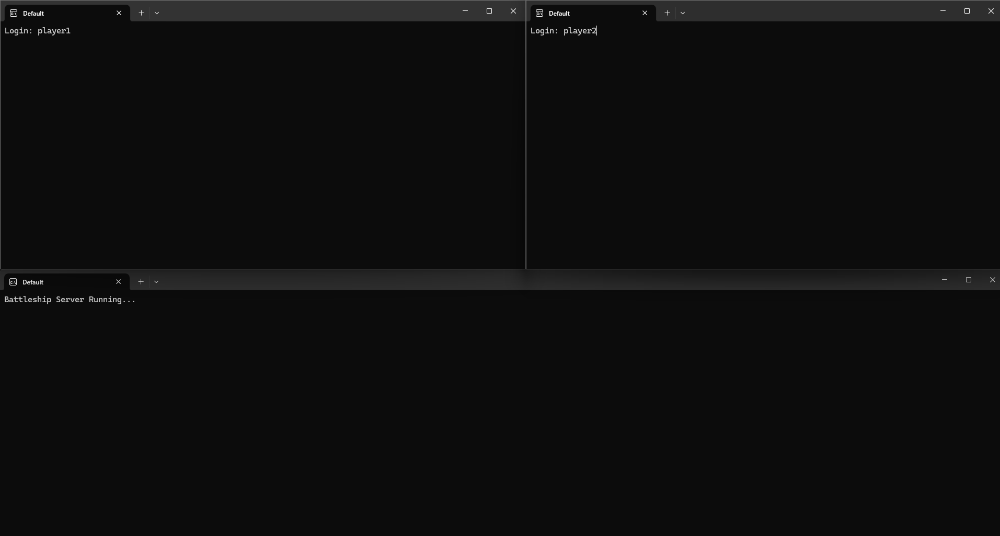 Default
Login: player1
Default
Login: player2
Default
Battleship Server Running...